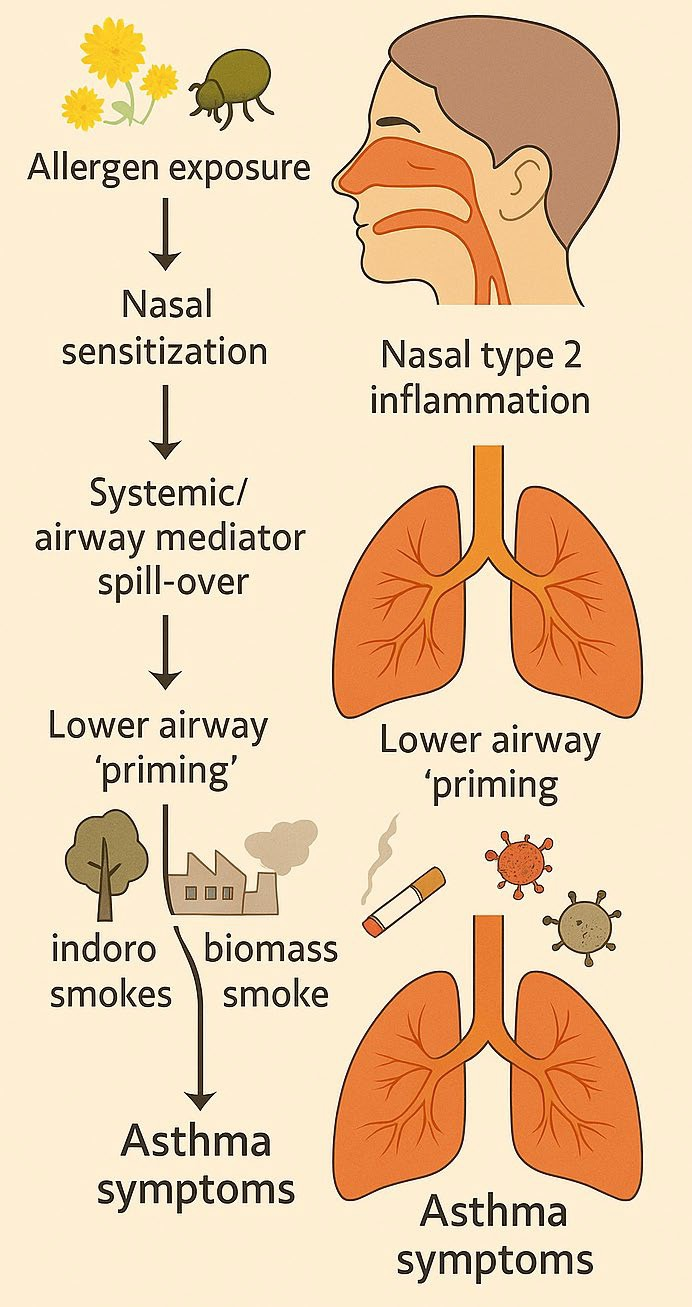 Allergen exposure
Nasal
sensitization
Systemic/
airway mediator
spill-over
Lower airway
‘priming’
indoro
smokes
biomass
smoke
Asthma
symptoms
Nasal type 2
inflammation
Lower airway
‘priming
Asthma
symptoms